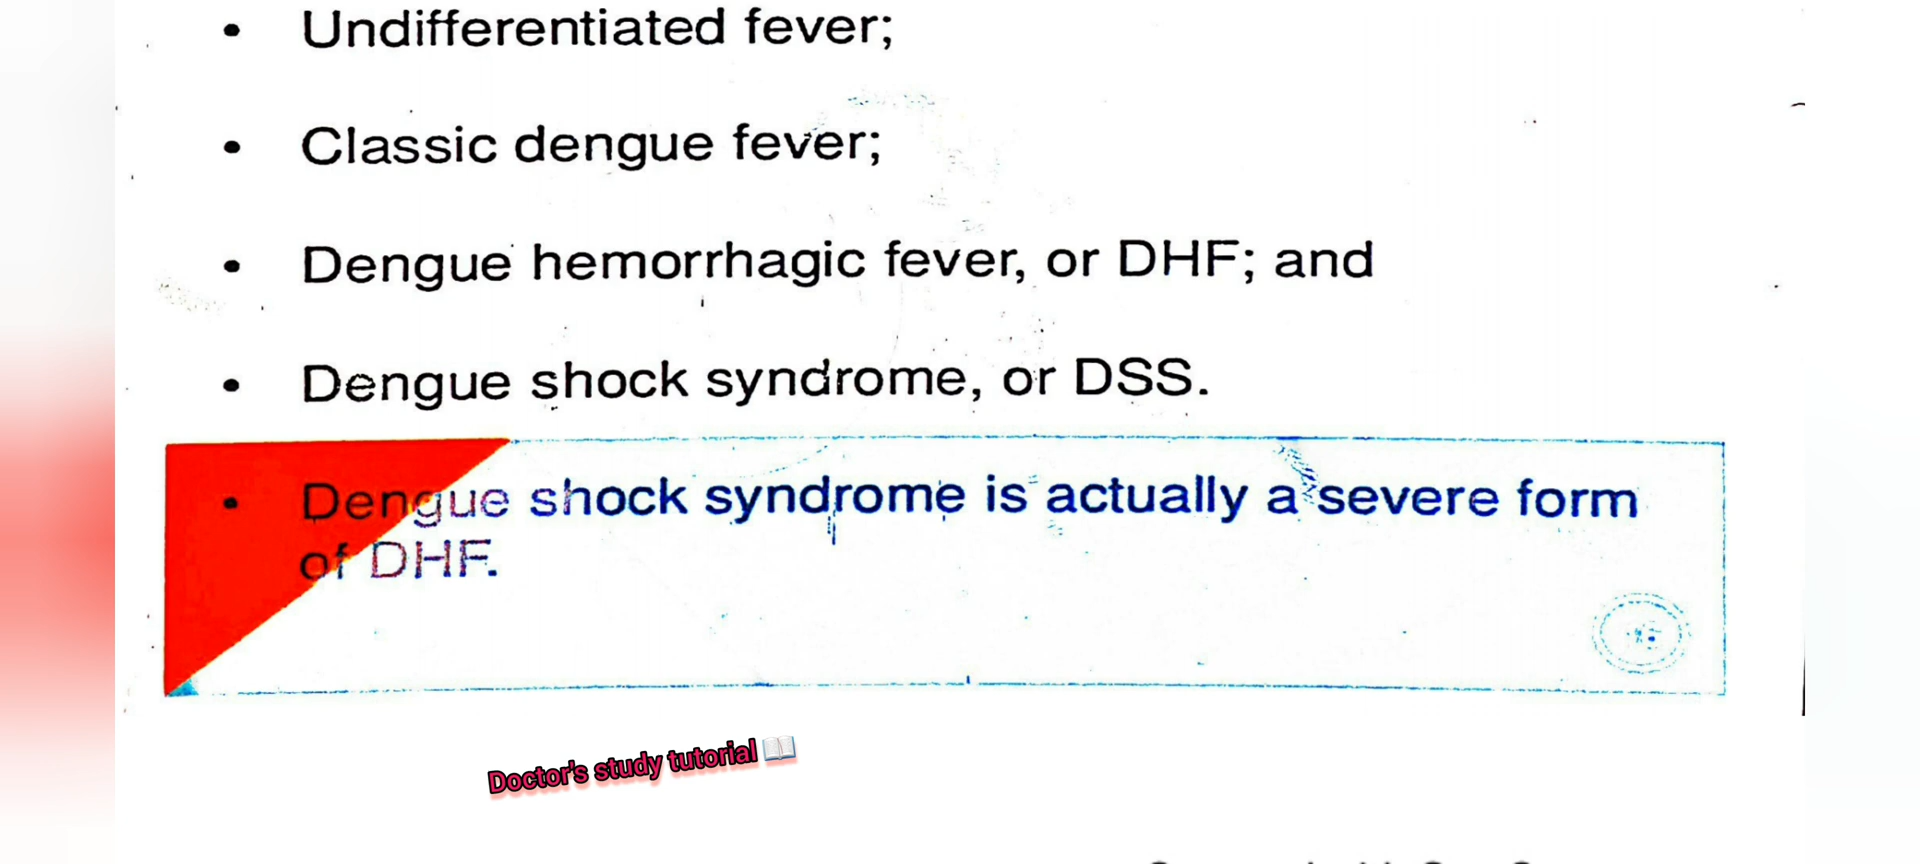 • Undifferentiated fever;
• Classic dengue fever;
• Dengue hemorrhagic fever, or DHF; and
• Dengue shock syndrome, or DSS.
• Dengue shock syndrome is actually a severe form
of DHF.
Doctor's study tutorial 📖